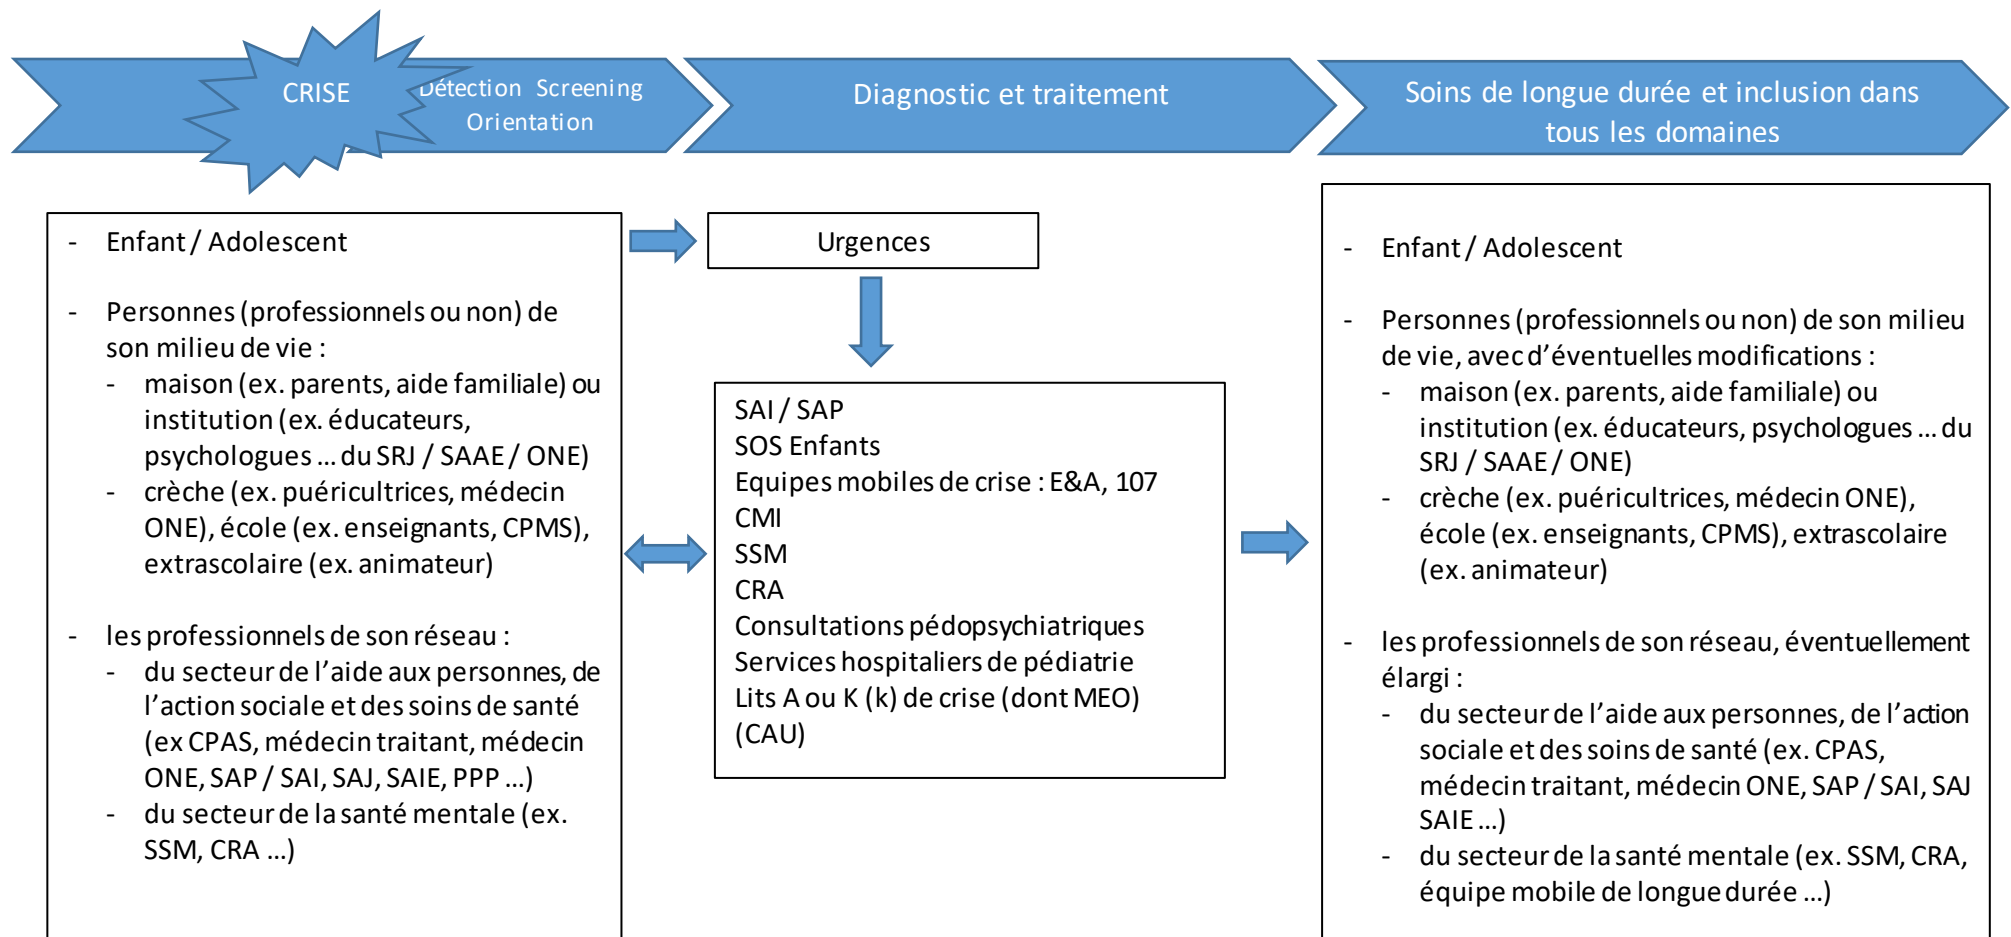 CRISE
Détection Screening
Orientation
Diagnostic et traitement
Soins de longue durée et inclusion dans
tous les domaines
- Enfant / Adolescent
- Personnes (professionnels ou non) de
son milieu de vie :
- maison (ex. parents, aide familiale) ou
institution (ex. éducateurs,
psychologues … du SRJ / SAAE / ONE)
- crèche (ex. puéricultrices, médecin
ONE), école (ex. enseignants, CPMS),
extrascolaire (ex. animateur)
- les professionnels de son réseau :
- du secteur de l’aide aux personnes, de
l’action sociale et des soins de santé
(ex CPAS, médecin traitant, médecin
ONE, SAP / SAI, SAJ, SAIE, PPP …)
- du secteur de la santé mentale (ex.
SSM, CRA …)
Urgences
SAI / SAP
SOS Enfants
Equipes mobiles de crise : E&A, 107
CMI
SSM
CRA
Consultations pédopsychiatriques
Services hospitaliers de pédiatrie
Lits A ou K (k) de crise (dont MEO)
(CAU)
- Enfant / Adolescent
- Personnes (professionnels ou non) de son milieu
de vie, avec d’éventuelles modifications :
- maison (ex. parents, aide familiale) ou
institution (ex. éducateurs, psychologues … du
SRJ / SAAE / ONE)
- crèche (ex. puéricultrices, médecin ONE),
école (ex. enseignants, CPMS), extrascolaire
(ex. animateur)
- les professionnels de son réseau, éventuellement
élargi :
- du secteur de l’aide aux personnes, de l’action
sociale et des soins de santé (ex. CPAS,
médecin traitant, médecin ONE, SAP / SAI, SAJ
SAIE …)
- du secteur de la santé mentale (ex. SSM, CRA,
équipe mobile de longue durée …)